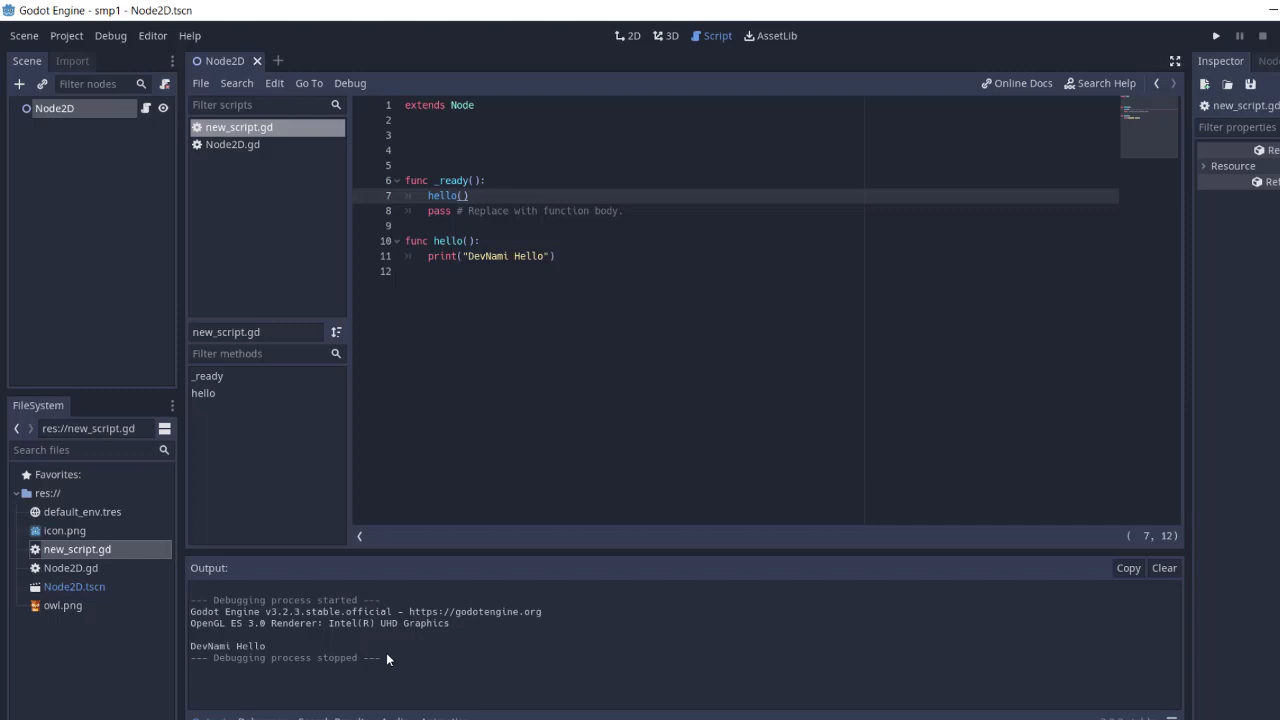 Godot Engine - smp1 - Node2D.tscn
Scene Project Debug Editor Help
2D 3D Script AssetLib
Scene Import
Filter nodes
Node2D
Node2D
File Search Edit Go To Debug
Online Docs Search Help
Filter scripts
new_script.gd
Node2D.gd
new_script.gd
Filter methods
_ready
hello
1 extends Node
2
3
4
5
6 func _ready():
7 hello()
8 pass # Replace with function body.
9
10 func hello():
11 print("DevNami Hello")
12
( 7, 12)
Inspector
new_script.gd
Filter properties
Re
Resource
FileSystem
res://new_script.gd
Search files
Favorites:
res://
default_env.tres
icon.png
new_script.gd
Node2D.gd
Node2D.tscn
owl.png
Output:
Copy Clear
--- Debugging process started ---
Godot Engine v3.2.3.stable.official - https://godotengine.org
OpenGL ES 3.0 Renderer: Intel(R) UHD Graphics
DevNami Hello
--- Debugging process stopped ---